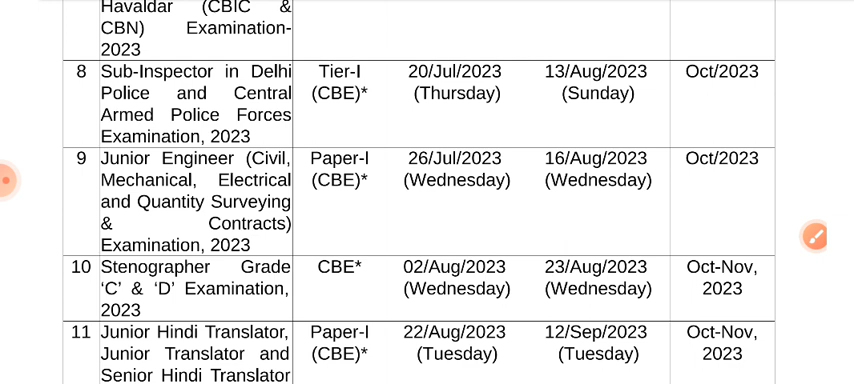 Havaldar (CBIC &
CBN) Examination-
2023
8 Sub-Inspector in Delhi Tier-I 20/Jul/2023 13/Aug/2023 Oct/2023
Police and Central (CBE)* (Thursday) (Sunday)
Armed Police Forces
Examination, 2023
9 Junior Engineer (Civil, Paper-I 26/Jul/2023 16/Aug/2023 Oct/2023
Mechanical, Electrical (CBE)* (Wednesday) (Wednesday)
and Quantity Surveying
& Contracts)
Examination, 2023
10 Stenographer Grade CBE* 02/Aug/2023 23/Aug/2023 Oct-Nov,
‘C’ & ‘D’ Examination, (Wednesday) (Wednesday) 2023
2023
11 Junior Hindi Translator, Paper-I 22/Aug/2023 12/Sep/2023 Oct-Nov,
Junior Translator and (CBE)* (Tuesday) (Tuesday) 2023
Senior Hindi Translator